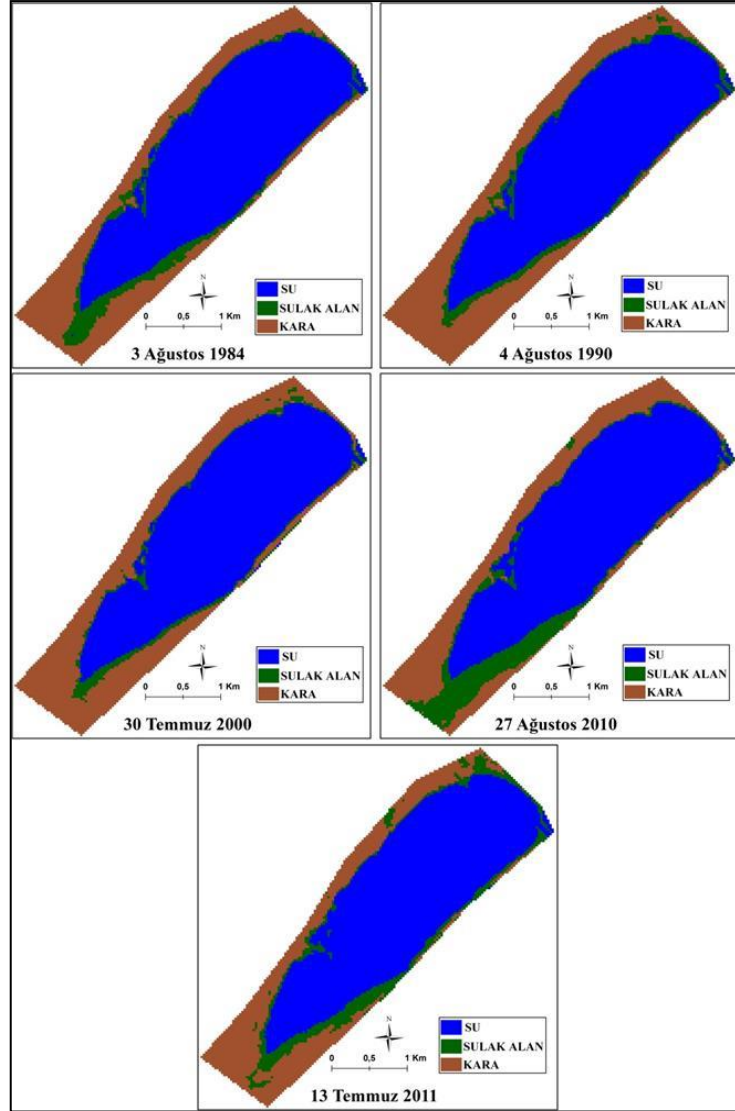 N
SU
SULAK ALAN
KARA
0 0,5 1 Km
3 Ağustos 1984
N
SU
SULAK ALAN
KARA
0 0,5 1 Km
4 Ağustos 1990
N
SU
SULAK ALAN
KARA
0 0,5 1 Km
30 Temmuz 2000
N
SU
SULAK ALAN
KARA
0 0,5 1 Km
27 Ağustos 2010
N
SU
SULAK ALAN
KARA
0 0,5 1 Km
13 Temmuz 2011